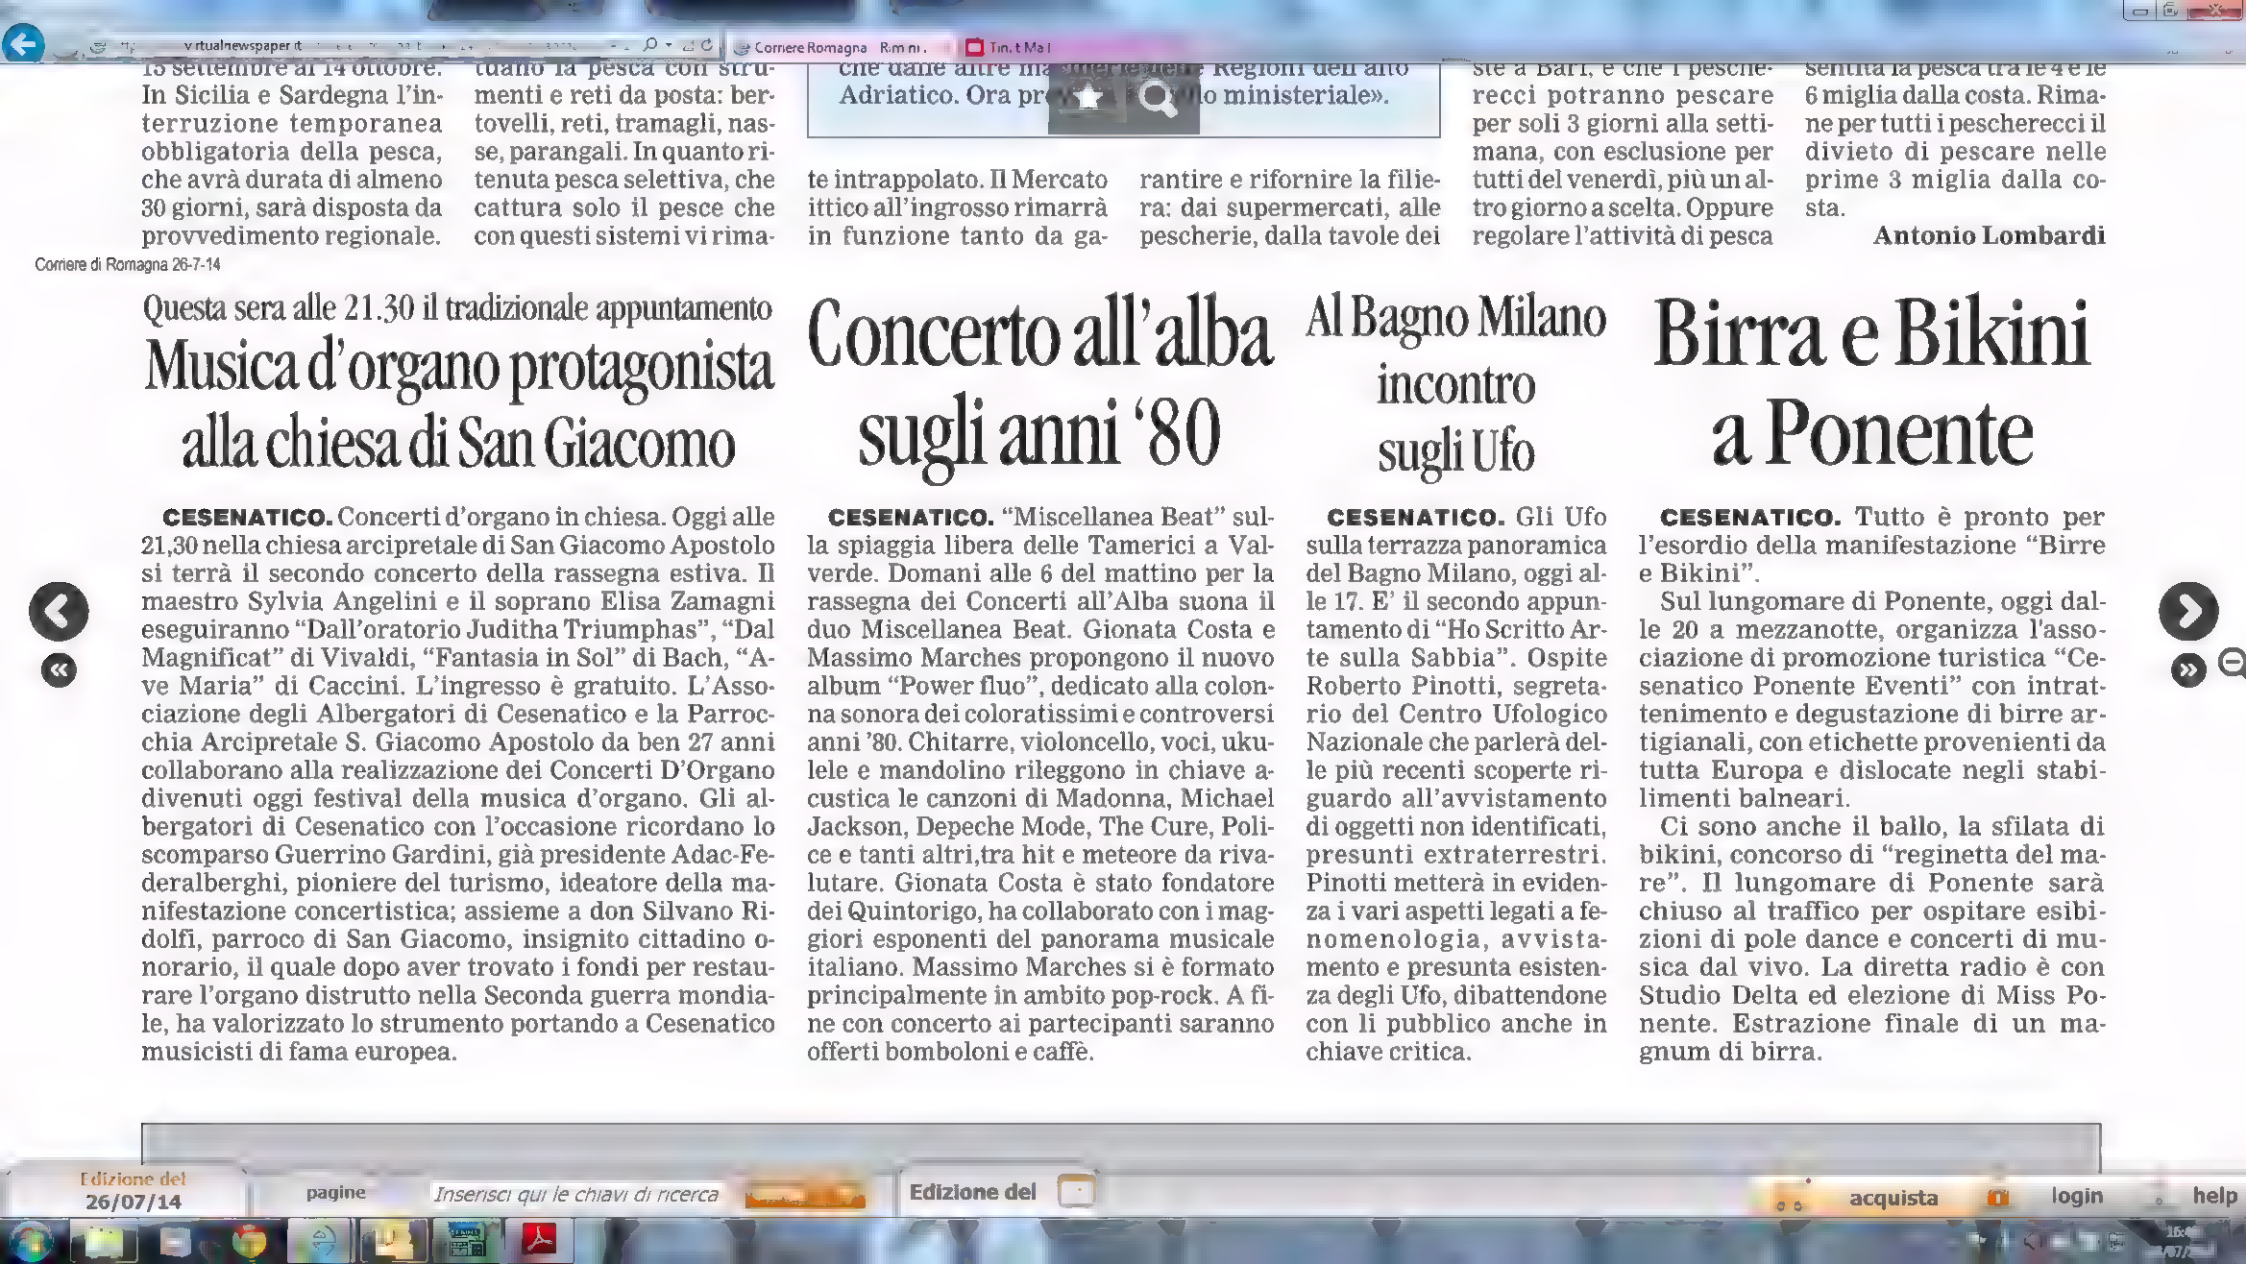 virtualnewspaper.it
Corriere Romagna
15 settembre al 14 ottobre.
In Sicilia e Sardegna l'in-
terruzione temporanea
obbligatoria della pesca,
che avrà durata di almeno
30 giorni, sarà disposta da
provvedimento regionale.
tuano la pesca con stru-
menti e reti da posta: ber-
tovelli, reti, tramagli, nas-
se, parangali. In quanto ri-
tenuta pesca selettiva, che
cattura solo il pesce che
con questi sistemi vi rima-
che dalle altre Regioni dell'alto
Adriatico. Ora lo ministeriale».
te intrappolato. Il Mercato
ittico all'ingrosso rimarrà
in funzione tanto da ga-
rantire e rifornire la filie-
ra: dai supermercati, alle
pescherie, dalla tavole dei
ste a Bari, e che i pesche-
recci potranno pescare
per soli 3 giorni alla setti-
mana, con esclusione per
tutti del venerdì, più un al-
tro giorno a scelta. Oppure
regolare l'attività di pesca
sentita la pesca tra le 4 e le
6 miglia dalla costa. Rima-
ne per tutti i pescherecci il
divieto di pescare nelle
prime 3 miglia dalla co-
sta.
Antonio Lombardi
Corriere di Romagna 26-7-14
Questa sera alle 21.30 il tradizionale appuntamento
Musica d'organo protagonista
alla chiesa di San Giacomo
CESENATICO. Concerti d'organo in chiesa. Oggi alle
21,30 nella chiesa arcipretale di San Giacomo Apostolo
si terrà il secondo concerto della rassegna estiva. Il
maestro Sylvia Angelini e il soprano Elisa Zamagni
eseguiranno “Dall'oratorio Juditha Triumphas”, “Dal
Magnificat” di Vivaldi, “Fantasia in Sol” di Bach, “A-
ve Maria” di Caccini. L'ingresso è gratuito. L'Asso-
ciazione degli Albergatori di Cesenatico e la Parroc-
chia Arcipretale S. Giacomo Apostolo da ben 27 anni
collaborano alla realizzazione dei Concerti D'Organo
divenuti oggi festival della musica d'organo. Gli al-
bergatori di Cesenatico con l'occasione ricordano lo
scomparso Guerrino Gardini, già presidente Adac-Fe-
deralberghi, pioniere del turismo, ideatore della ma-
nifestazione concertistica; assieme a don Silvano Ri-
dolfi, parroco di San Giacomo, insignito cittadino o-
norario, il quale dopo aver trovato i fondi per restau-
rare l'organo distrutto nella Seconda guerra mondia-
le, ha valorizzato lo strumento portando a Cesenatico
musicisti di fama europea.
Concerto all'alba
sugli anni ‘80
CESENATICO. “Miscellanea Beat” sul-
la spiaggia libera delle Tamerici a Val-
verde. Domani alle 6 del mattino per la
rassegna dei Concerti all'Alba suona il
duo Miscellanea Beat. Gionata Costa e
Massimo Marches propongono il nuovo
album “Power fluo”, dedicato alla colon-
na sonora dei coloratissimi e controversi
anni '80. Chitarre, violoncello, voci, uku-
lele e mandolino rileggono in chiave a-
custica le canzoni di Madonna, Michael
Jackson, Depeche Mode, The Cure, Poli-
ce e tanti altri,tra hit e meteore da riva-
lutare. Gionata Costa è stato fondatore
dei Quintorigo, ha collaborato con i mag-
giori esponenti del panorama musicale
italiano. Massimo Marches si è formato
principalmente in ambito pop-rock. A fi-
ne con concerto ai partecipanti saranno
offerti bomboloni e caffè.
Al Bagno Milano
incontro
sugli Ufo
CESENATICO. Gli Ufo
sulla terrazza panoramica
del Bagno Milano, oggi al-
le 17. E' il secondo appun-
tamento di “Ho Scritto Ar-
te sulla Sabbia”. Ospite
Roberto Pinotti, segreta-
rio del Centro Ufologico
Nazionale che parlerà del-
le più recenti scoperte ri-
guardo all'avvistamento
di oggetti non identificati,
presunti extraterrestri.
Pinotti metterà in eviden-
za i vari aspetti legati a fe-
nomenologia, avvista-
mento e presunta esisten-
za degli Ufo, dibattendone
con li pubblico anche in
chiave critica.
Birra e Bikini
a Ponente
CESENATICO. Tutto è pronto per
l'esordio della manifestazione “Birre
e Bikini”.
Sul lungomare di Ponente, oggi dal-
le 20 a mezzanotte, organizza l'asso-
ciazione di promozione turistica “Ce-
senatico Ponente Eventi” con intrat-
tenimento e degustazione di birre ar-
tigianali, con etichette provenienti da
tutta Europa e dislocate negli stabi-
limenti balneari.
Ci sono anche il ballo, la sfilata di
bikini, concorso di “reginetta del ma-
re”. Il lungomare di Ponente sarà
chiuso al traffico per ospitare esibi-
zioni di pole dance e concerti di mu-
sica dal vivo. La diretta radio è con
Studio Delta ed elezione di Miss Po-
nente. Estrazione finale di un ma-
gnum di birra.
Edizione del
26/07/14
pagine
Inserisci qui le chiavi di ricerca
Edizione del
acquista
login
help